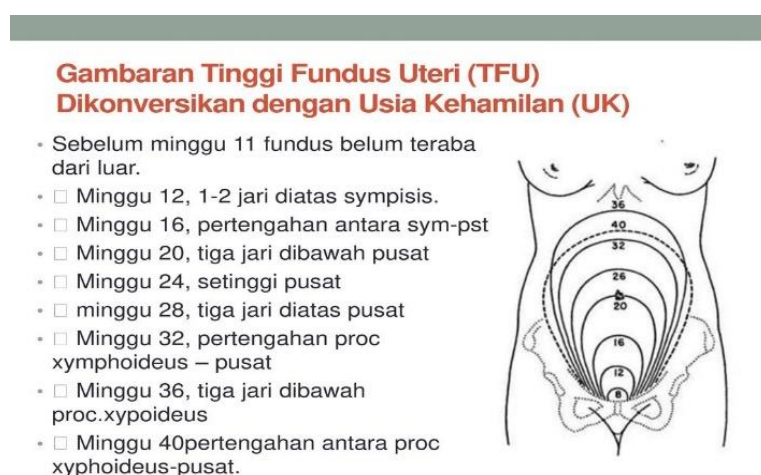 Gambaran Tinggi Fundus Uteri (TFU)
Dikonversikan dengan Usia Kehamilan (UK)
• Sebelum minggu 11 fundus belum teraba
dari luar.
• □ Minggu 12, 1-2 jari diatas sympisis.
• □ Minggu 16, pertengahan antara sym-pst
• □ Minggu 20, tiga jari dibawah pusat
• □ Minggu 24, setinggi pusat
• □ minggu 28, tiga jari diatas pusat
• □ Minggu 32, pertengahan proc
xymphoideus – pusat
• □ Minggu 36, tiga jari dibawah
proc.xypoideus
• □ Minggu 40pertengahan antara proc
xyphoideus-pusat.
36
40
32
26
20
16
12
8